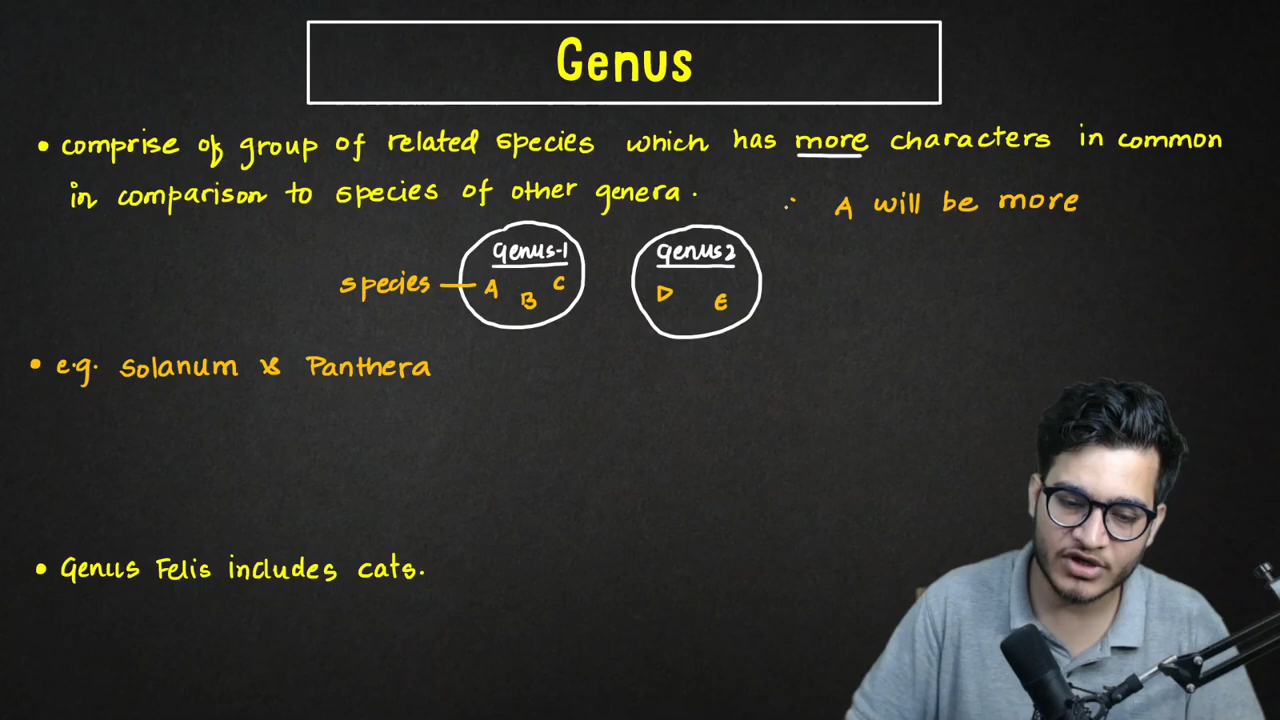 Genus
• comprise of group of related species which has more characters in common
in comparison to species of other genera.
∴ A will be more
Genus-1
Genus2
species
A
B
C
D
E
• e.g. Solanum & Panthera
• Genus Felis includes cats.